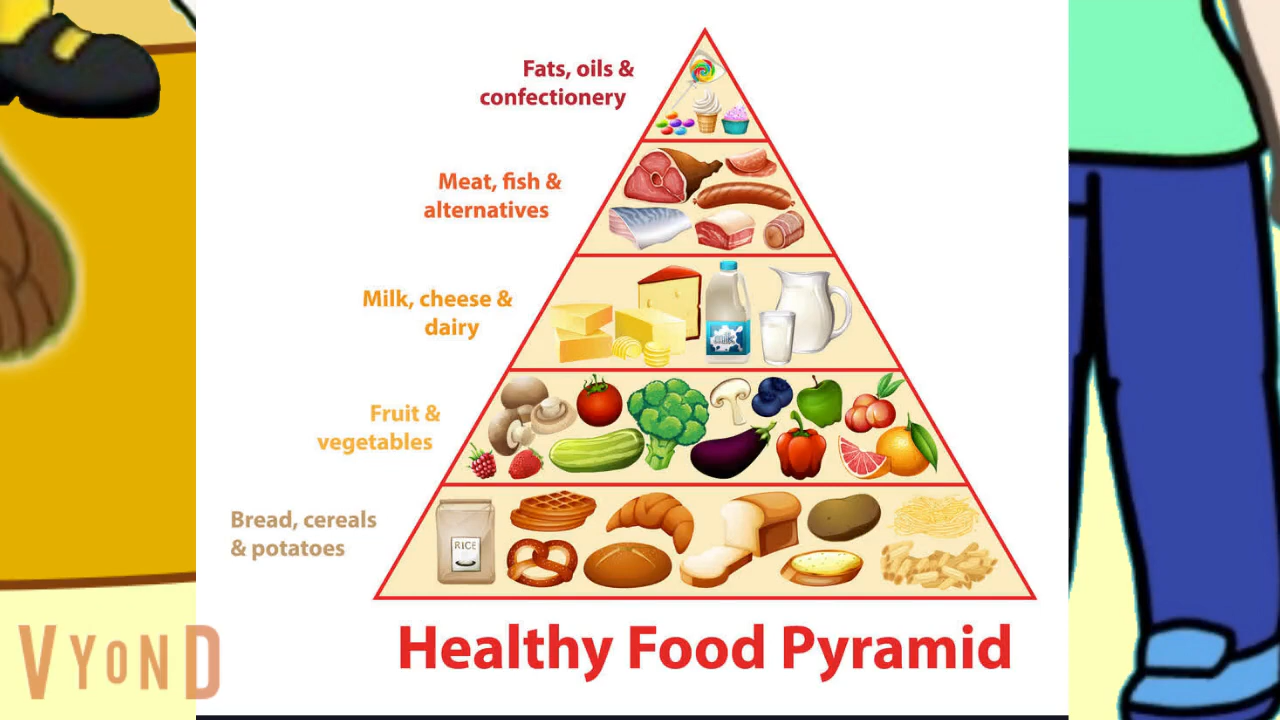 Fats, oils &
confectionery
Meat, fish &
alternatives
Milk, cheese &
dairy
milk
Fruit &
vegetables
Bread, cereals
& potatoes
RICE
Healthy Food Pyramid
VYOND